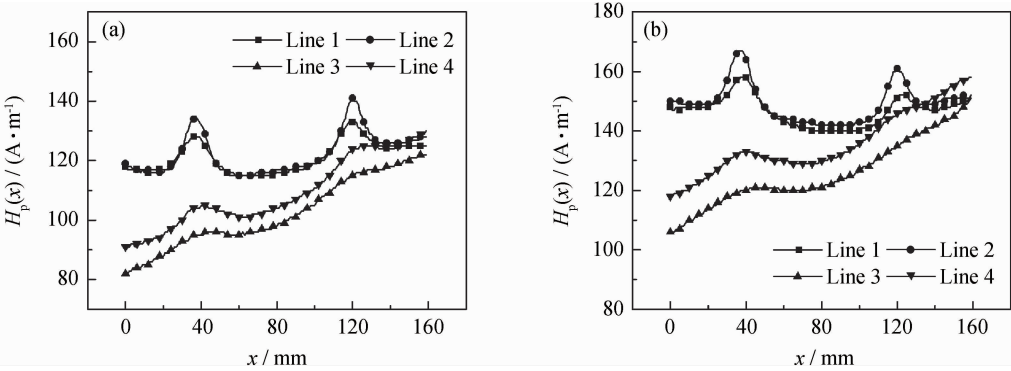 (a)
160
140
120
100
80
Line 1 Line 2
Line 3 Line 4
0 40 80 120 160
x / mm
Hp(x) / (A·m⁻¹)
(b)
180
160
140
120
100
80
Line 1 Line 2
Line 3 Line 4
0 40 80 120 160
x / mm
Hp(x) / (A·m⁻¹)